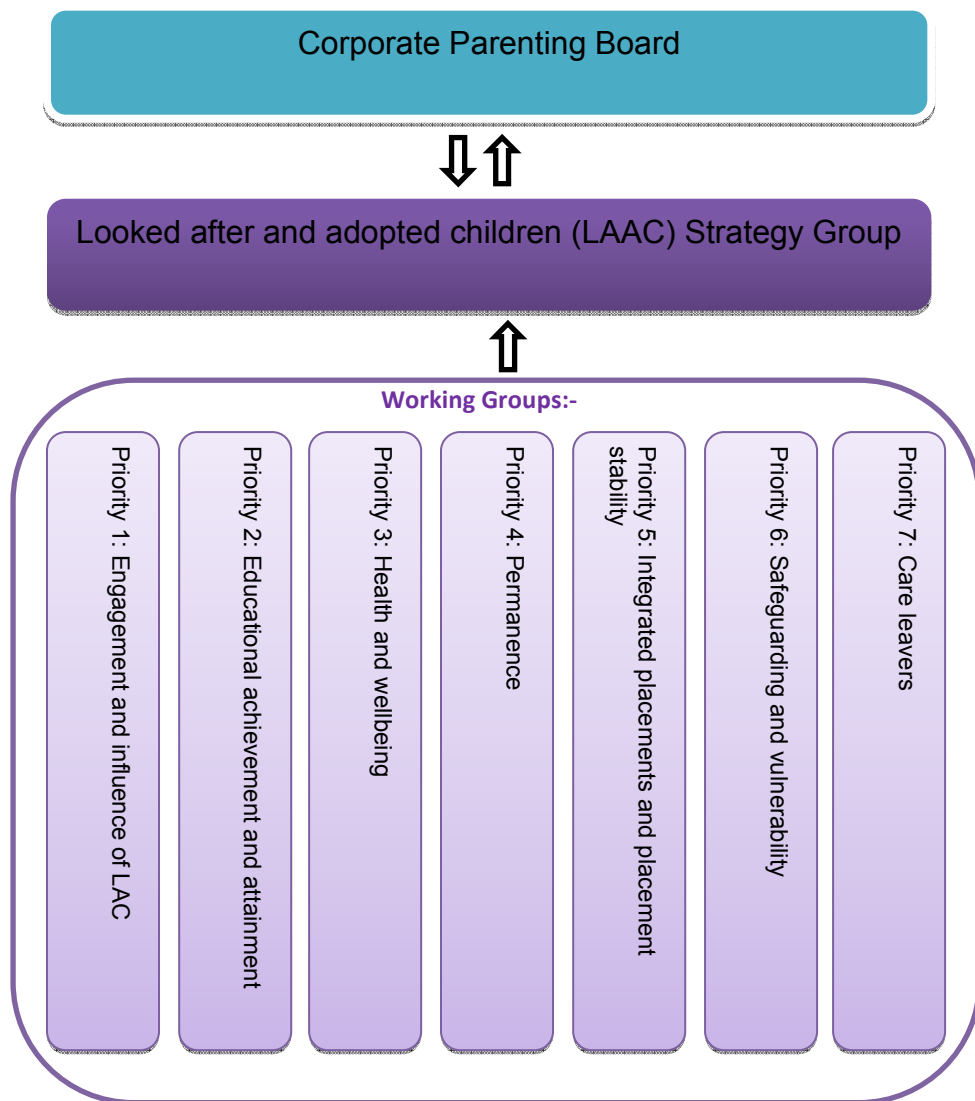 Corporate Parenting Board
Looked after and adopted children (LAAC) Strategy Group
Working Groups:-
Priority 1: Engagement and influence of LAC
Priority 2: Educational achievement and attainment
Priority 3: Health and wellbeing
Priority 4: Permanence
Priority 5: Integrated placements and placement
stability
Priority 6: Safeguarding and vulnerability
Priority 7: Care leavers